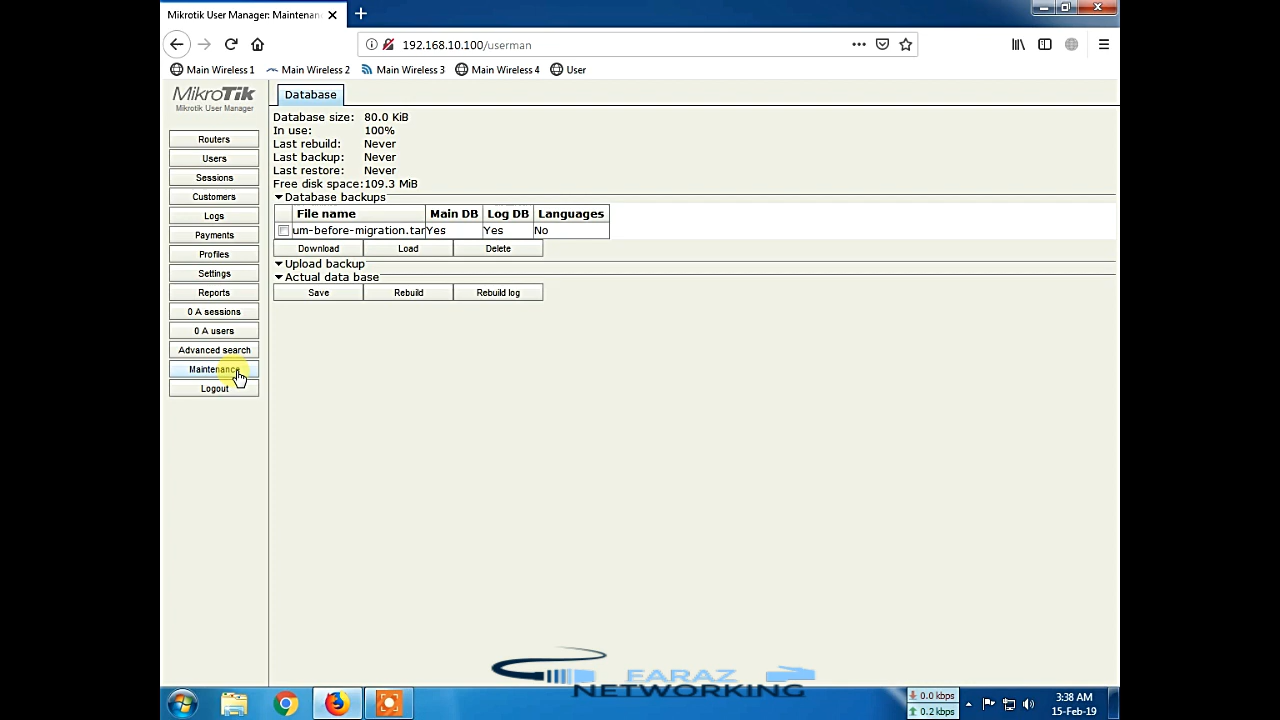 Mikrotik User Manager: Maintenan
192.168.10.100/userman
Main Wireless 1
Main Wireless 2
Main Wireless 3
Main Wireless 4
User
MikroTik
Mikrotik User Manager
Routers
Users
Sessions
Customers
Logs
Payments
Profiles
Settings
Reports
0 A sessions
0 A users
Advanced search
Maintenance
Logout
Database
Database size: 80.0 KiB
In use: 100%
Last rebuild: Never
Last backup: Never
Last restore: Never
Free disk space: 109.3 MiB
Database backups
File name Main DB Log DB Languages
um-before-migration.tar Yes Yes No
Download Load Delete
Upload backup
Actual data base
Save Rebuild Rebuild log
FARAZ
NETWORKING
0.0 kbps
0.2 kbps
3:38 AM
15-Feb-19